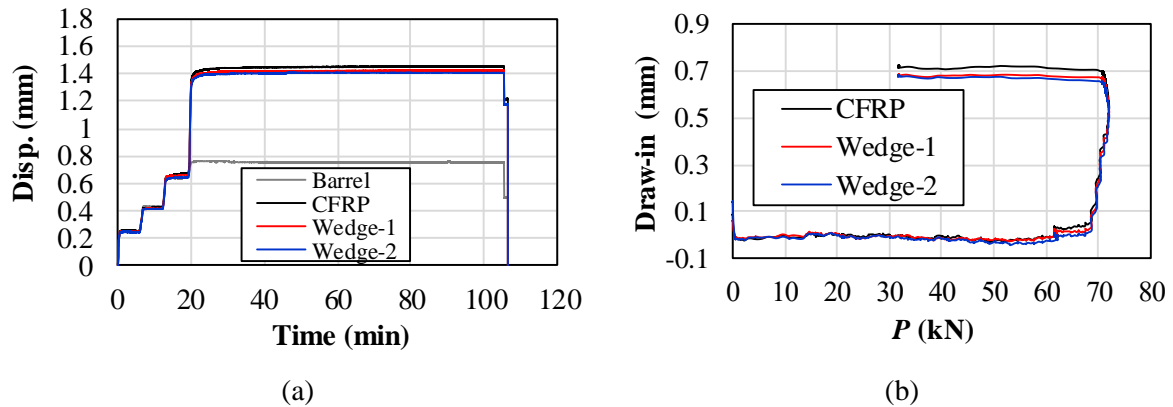 Disp. (mm)
1.8
1.6
1.4
1.2
1
0.8
0.6
0.4
0.2
0
Barrel
CFRP
Wedge-1
Wedge-2
0 20 40 60 80 100 120
Time (min)
(a)
Draw-in (mm)
0.9
0.7
0.5
0.3
0.1
-0.1
CFRP
Wedge-1
Wedge-2
0 10 20 30 40 50 60 70 80
P (kN)
(b)